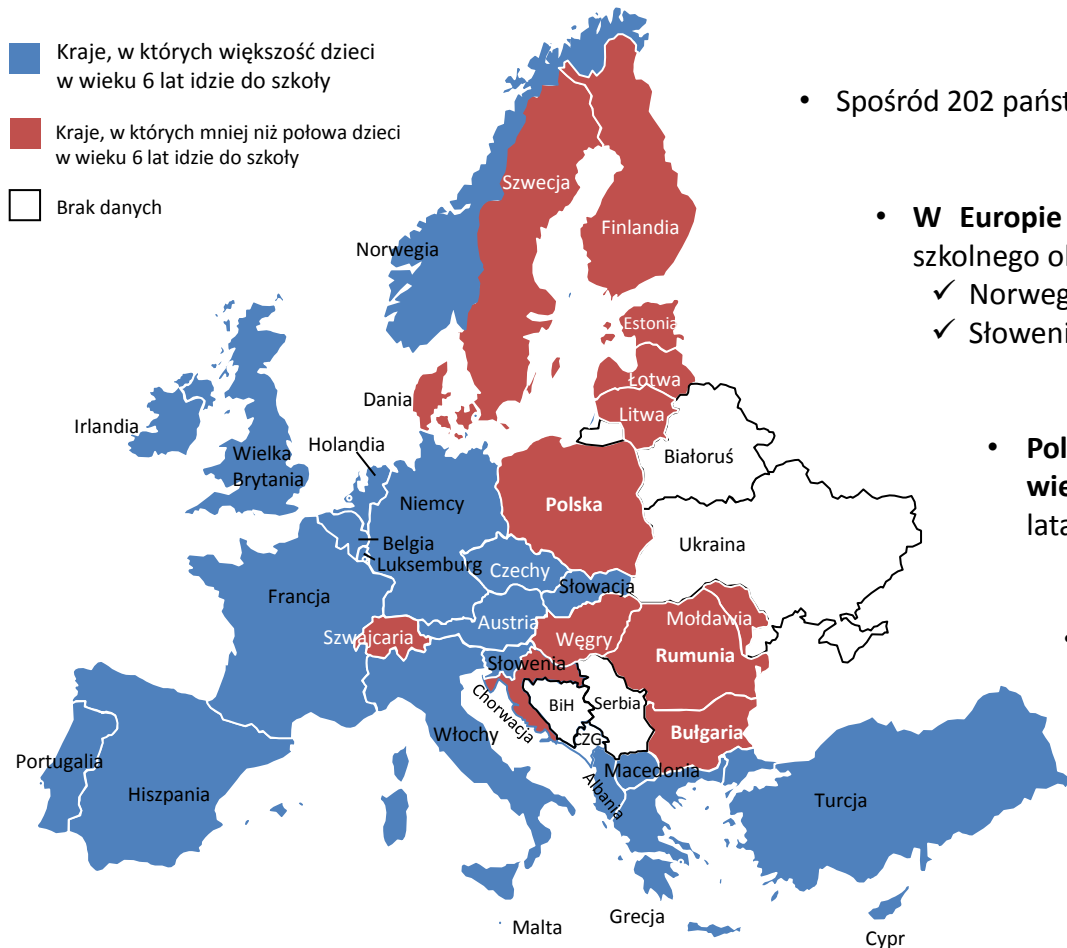 Kraje, w których większość dzieci
w wieku 6 lat idzie do szkoły
Kraje, w których mniej niż połowa dzieci
w wieku 6 lat idzie do szkoły
Brak danych
• Spośród 202 państ
• W Europie
szkolnego ol
✓ Norweg
✓ Słoweni
• Pol
wie
lata
•
Szwecja
Finlandia
Norwegia
Estonia
Łotwa
Litwa
Dania
Irlandia
Wielka
Brytania
Holandia
Białoruś
Niemcy
Polska
Belgia
Luksemburg
Ukraina
Czechy
Słowacja
Francja
Austria
Mołdawia
Szwajcaria
Węgry
Rumunia
Słowenia
Chorwacja
BiH
Serbia
Włochy
CZG
Bułgaria
Portugalia
Macedonia
Albania
Hiszpania
Turcja
Malta
Grecja
Cypr